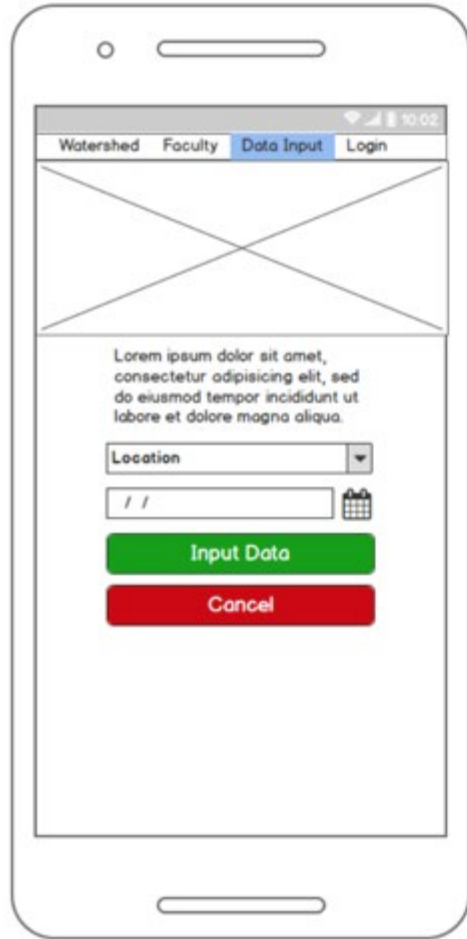 10:02
Watershed Faculty Data Input Login
Lorem ipsum dolor sit amet,
consectetur adipisicing elit, sed
do eiusmod tempor incididunt ut
labore et dolore magna aliqua.
Location
/ /
Input Data
Cancel